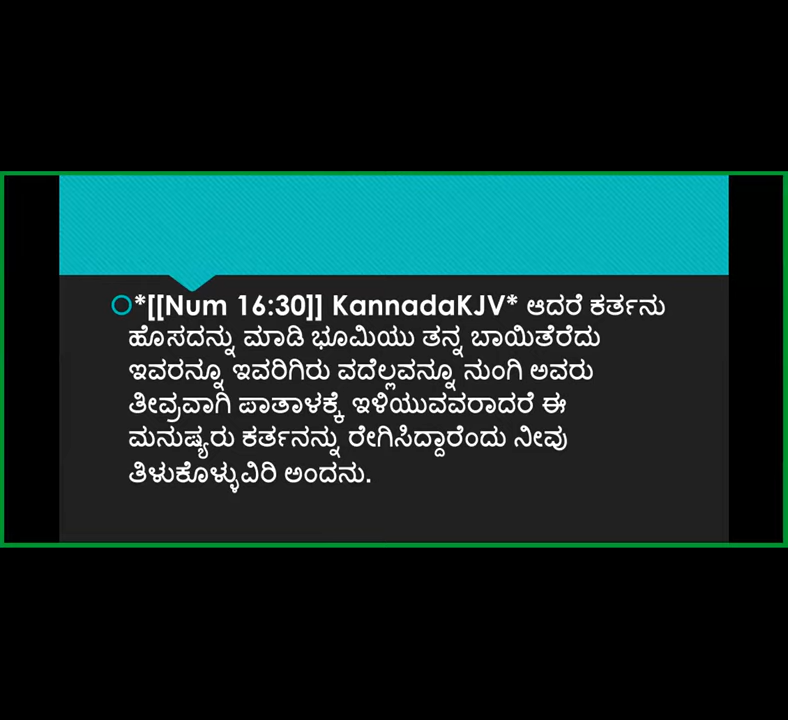 *[[Num 16:30]] KannadaKJV* ಆದರೆ ಕರ್ತನು
ಹೊಸದನ್ನು ಮಾಡಿ ಭೂಮಿಯು ತನ್ನ ಬಾಯಿತೆರೆದು
ಇವರನ್ನೂ ಇವರಿಗಿರು ವದೆಲ್ಲವನ್ನೂ ನುಂಗಿ ಅವರು
ತೀವ್ರವಾಗಿ ಪಾತಾಳಕ್ಕೆ ಇಳಿಯುವವರಾದರೆ ಈ
ಮನುಷ್ಯರು ಕರ್ತನನ್ನು ರೇಗಿಸಿದ್ದಾರೆಂದು ನೀವು
ತಿಳುಕೊಳ್ಳುವಿರಿ ಅಂದನು.